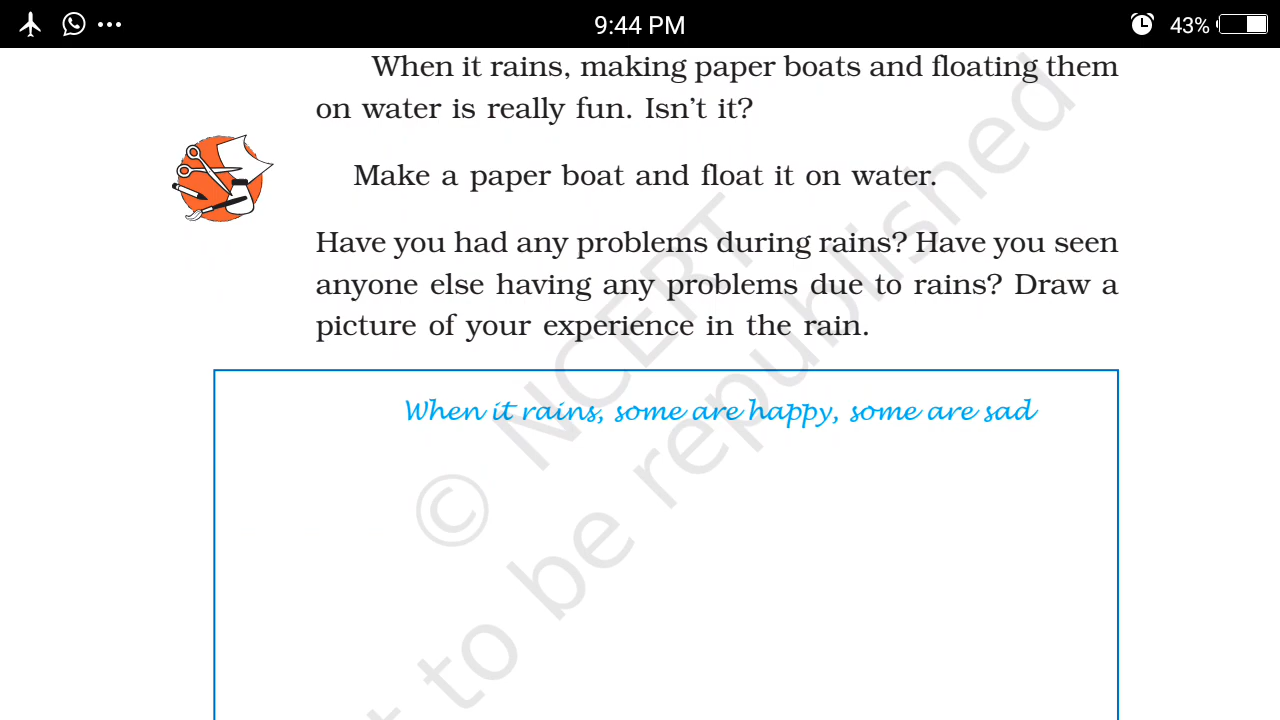 9:44 PM
43%
When it rains, making paper boats and floating them
on water is really fun. Isn't it?
Make a paper boat and float it on water.
Have you had any problems during rains? Have you seen
anyone else having any problems due to rains? Draw a
picture of your experience in the rain.
When it rains, some are happy, some are sad
© NCERT
to be republished